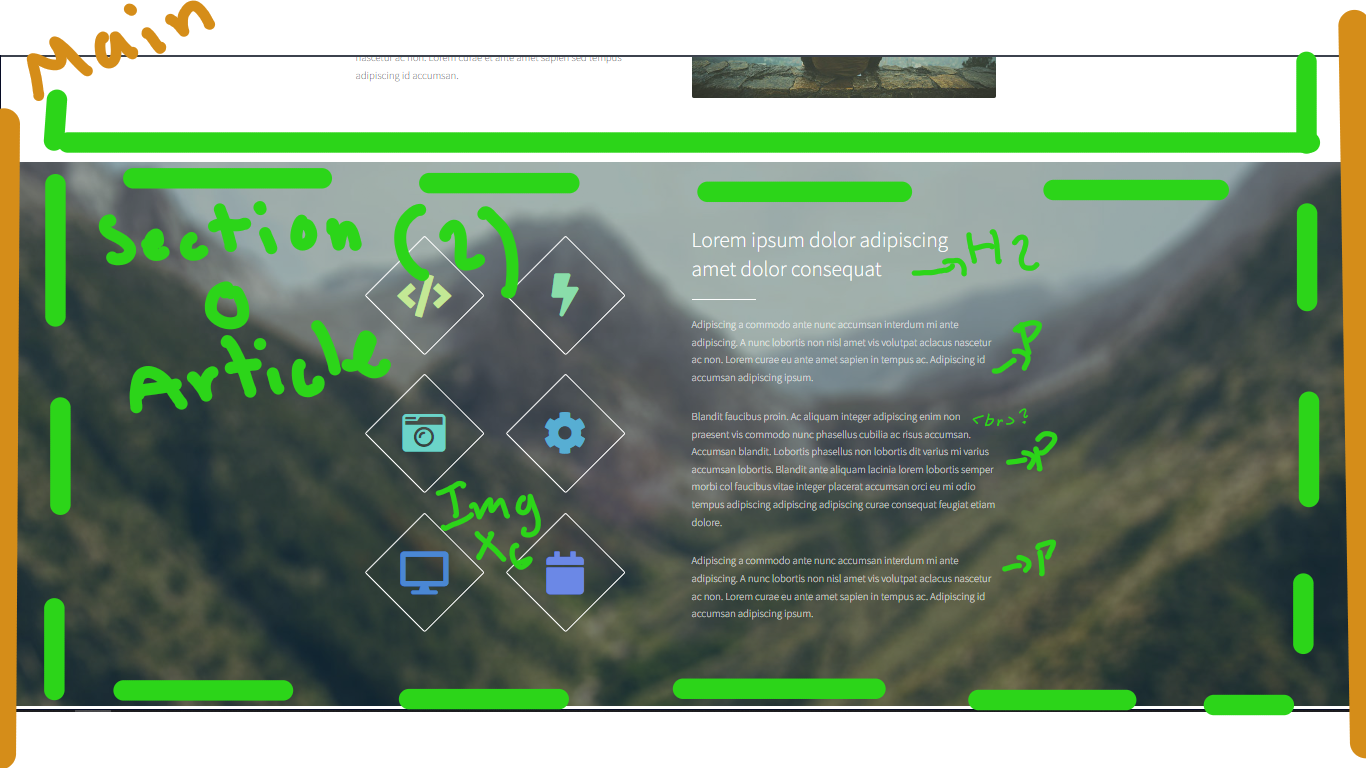 Main
nascetur ac non. Lorem curae et ante amet sapien sed tempus
adipiscing id accumsan.
Section (2)
O
Article
Lorem ipsum dolor adipiscing
amet dolor consequat
→ H2
Adipiscing a commodo ante nunc accumsan interdum mi ante
adipiscing. A nunc lobortis non nisl amet vis volutpat aclacus nascetur
ac non. Lorem curae eu ante amet sapien in tempus ac. Adipiscing id
accumsan adipiscing ipsum.
→ P
Blandit faucibus proin. Ac aliquam integer adipiscing enim non
<br>?
praesent vis commodo nunc phasellus cubilia ac risus accumsan.
Accumsan blandit. Lobortis phasellus non lobortis dit varius mi varius
accumsan lobortis. Blandit ante aliquam lacinia lorem lobortis semper
morbi col faucibus vitae integer placerat accumsan orci eu mi odio
tempus adipiscing adipiscing adipiscing curae consequat feugiat etiam
dolore.
→ P
Img
x6
Adipiscing a commodo ante nunc accumsan interdum mi ante
adipiscing. A nunc lobortis non nisl amet vis volutpat aclacus nascetur
ac non. Lorem curae eu ante amet sapien in tempus ac. Adipiscing id
accumsan adipiscing ipsum.
→ P